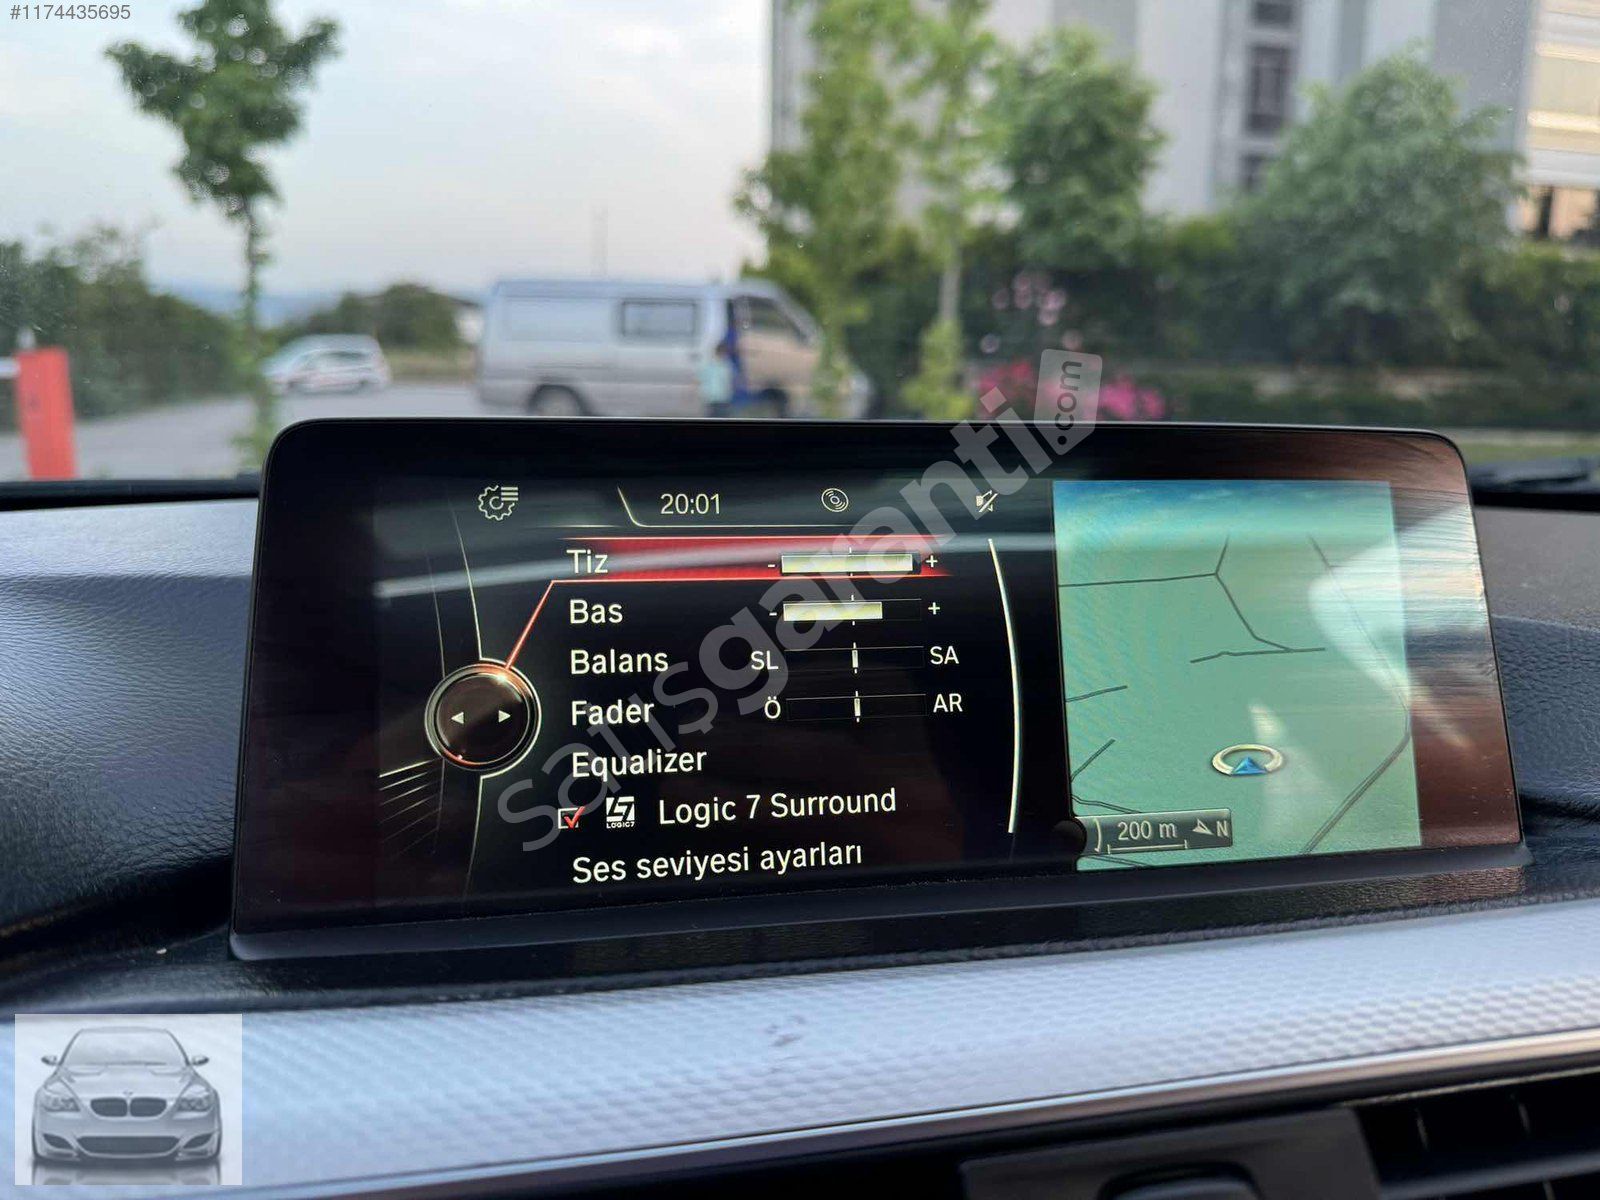 #1174435695
20:01
Tiz - +
Bas - +
Balans SL SA
Fader Ö AR
Equalizer
LOGIC7 Logic 7 Surround
Ses seviyesi ayarları
200 m N
Satışgaranti.com